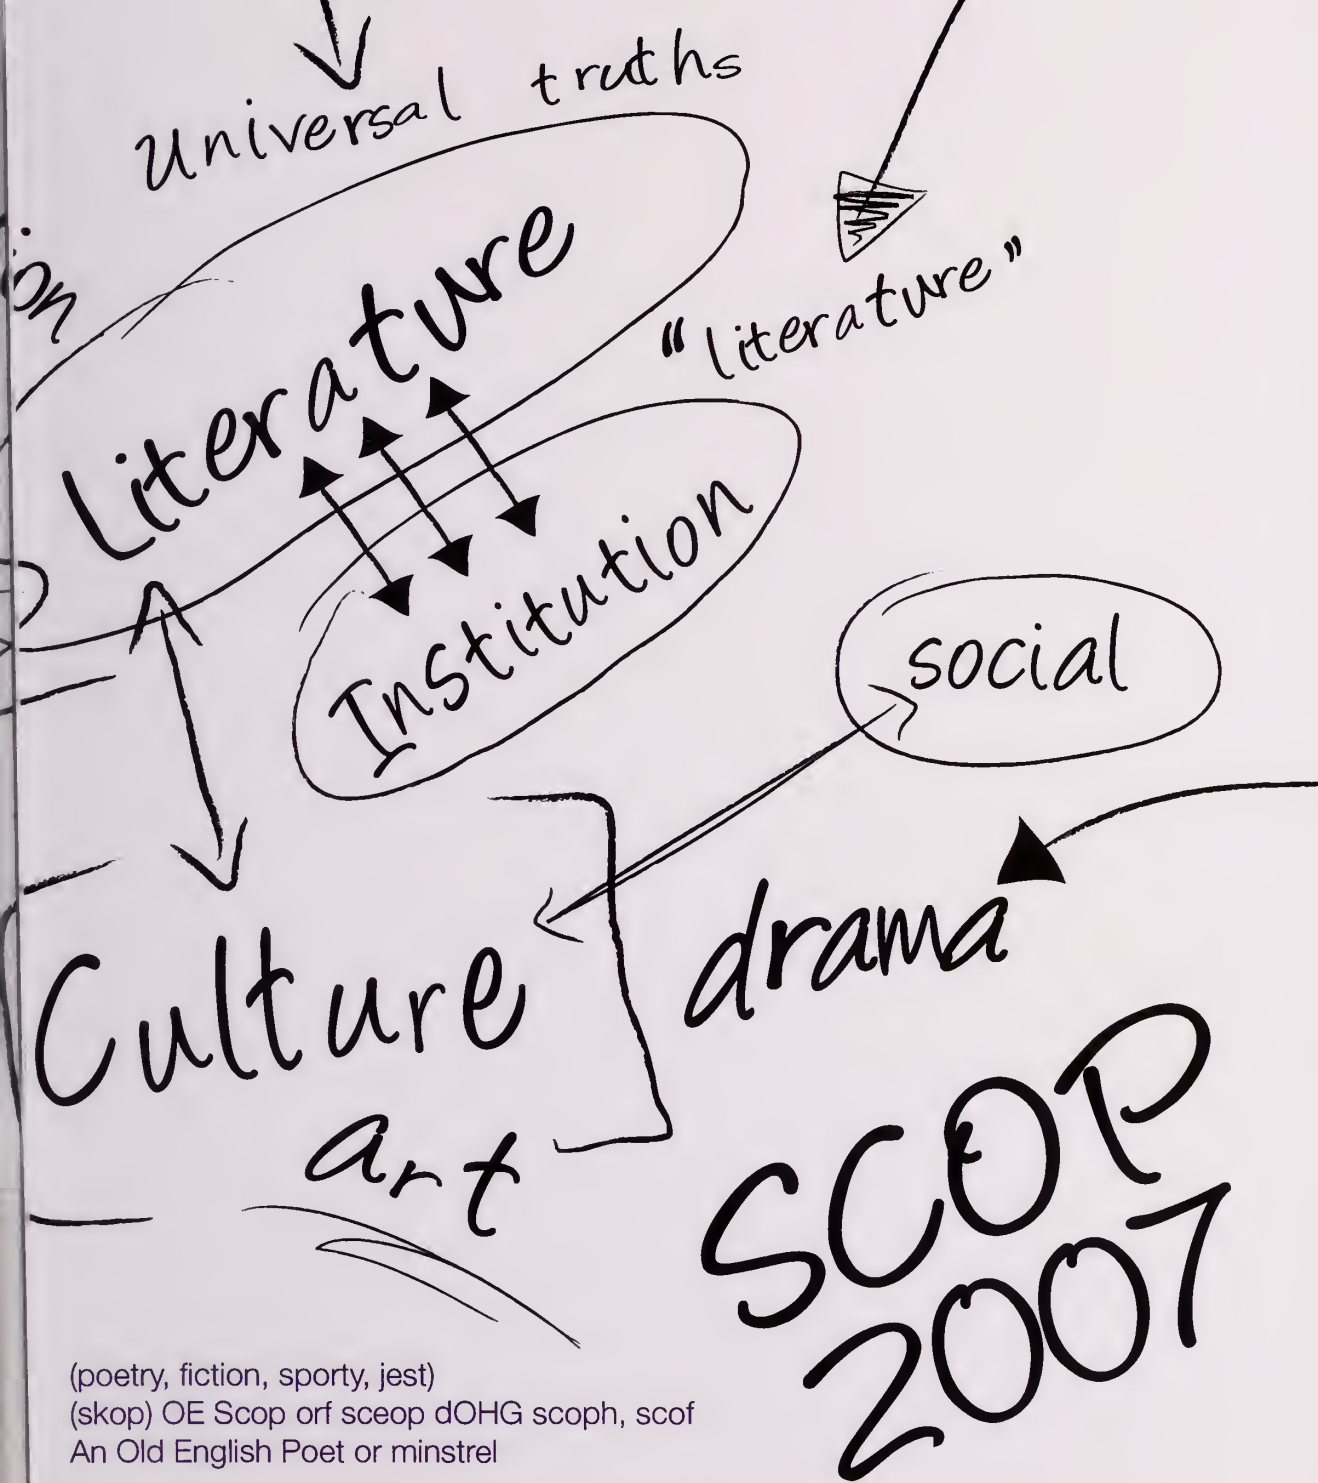 Universal truths
Literature
"literature"
Institution
social
Culture
drama
art
SCOP
2007
(poetry, fiction, sporty, jest)
(skop) OE Scop orf sceop dOHG scoph, scof
An Old English Poet or minstrel